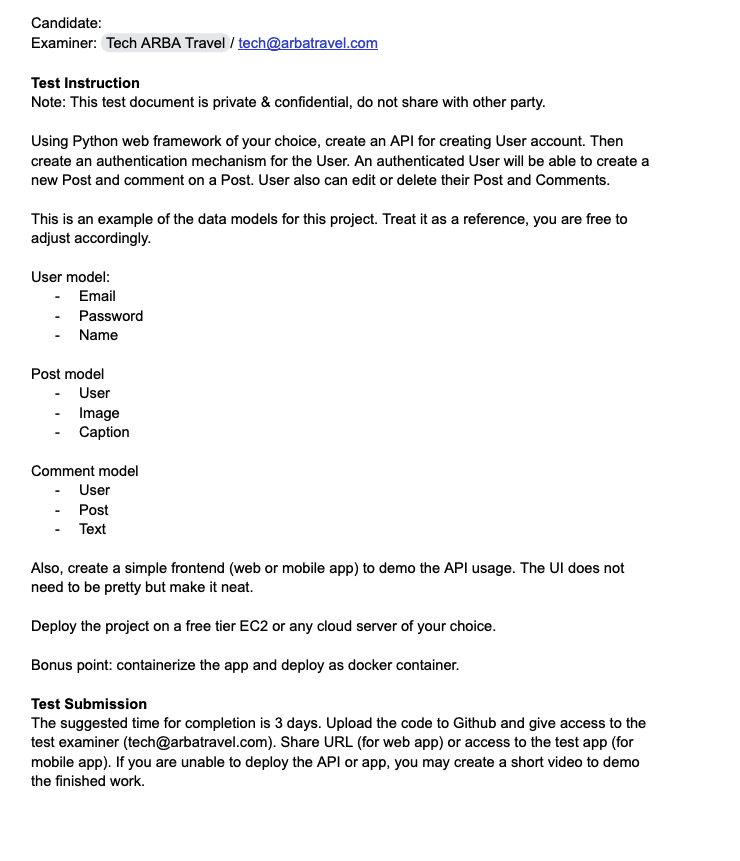 Candidate:
Examiner: Tech ARBA Travel / tech@arbatravel.com
Test Instruction
Note: This test document is private & confidential, do not share with other party.
Using Python web framework of your choice, create an API for creating User account. Then
create an authentication mechanism for the User. An authenticated User will be able to create a
new Post and comment on a Post. User also can edit or delete their Post and Comments.
This is an example of the data models for this project. Treat it as a reference, you are free to
adjust accordingly.
User model:
- Email
- Password
- Name
Post model
- User
- Image
- Caption
Comment model
- User
- Post
- Text
Also, create a simple frontend (web or mobile app) to demo the API usage. The UI does not
need to be pretty but make it neat.
Deploy the project on a free tier EC2 or any cloud server of your choice.
Bonus point: containerize the app and deploy as docker container.
Test Submission
The suggested time for completion is 3 days. Upload the code to Github and give access to the
test examiner (tech@arbatravel.com). Share URL (for web app) or access to the test app (for
mobile app). If you are unable to deploy the API or app, you may create a short video to demo
the finished work.